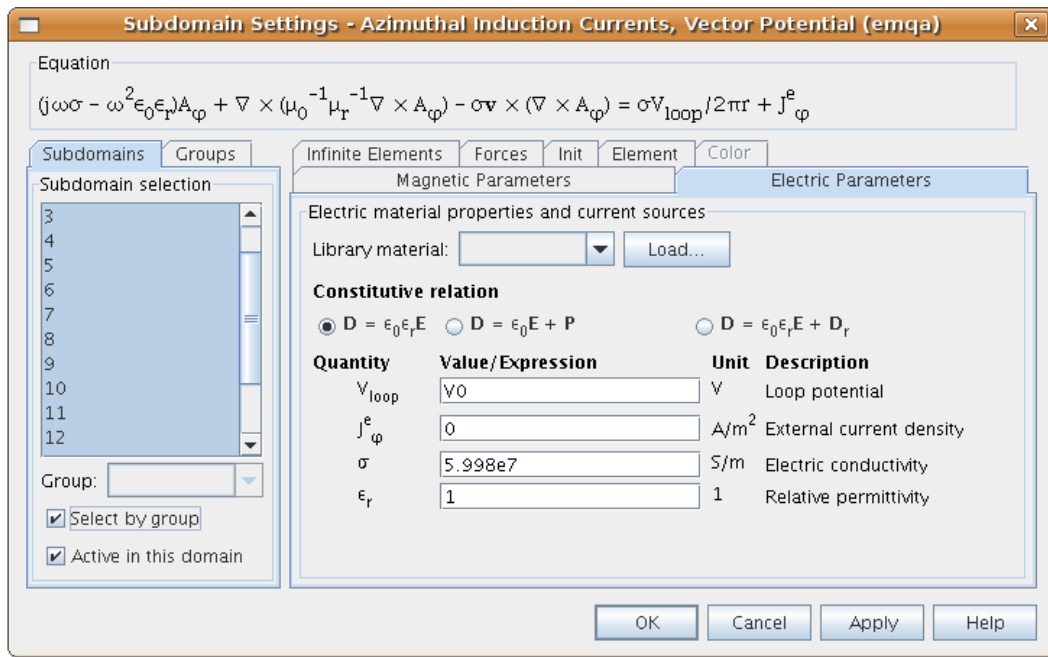 Subdomain Settings - Azimuthal Induction Currents, Vector Potential (emqa)
Equation
(jωσ - ω²ε₀εᵣ)A_φ + ∇ × (μ₀⁻¹μᵣ⁻¹∇ × A_φ) - σv × (∇ × A_φ) = σV_loop/2πr + J^e_φ
Subdomains Groups
Subdomain selection
3
4
5
6
7
8
9
10
11
12
Group:
Select by group
Active in this domain
Infinite Elements Forces Init Element Color
Magnetic Parameters Electric Parameters
Electric material properties and current sources
Library material: Load...
Constitutive relation
D = ε₀εᵣE D = ε₀E + P D = ε₀εᵣE + Dᵣ
Quantity Value/Expression Unit Description
V_loop V0 V Loop potential
J^e_φ 0 A/m² External current density
σ 5.998e7 S/m Electric conductivity
εᵣ 1 1 Relative permittivity
OK Cancel Apply Help